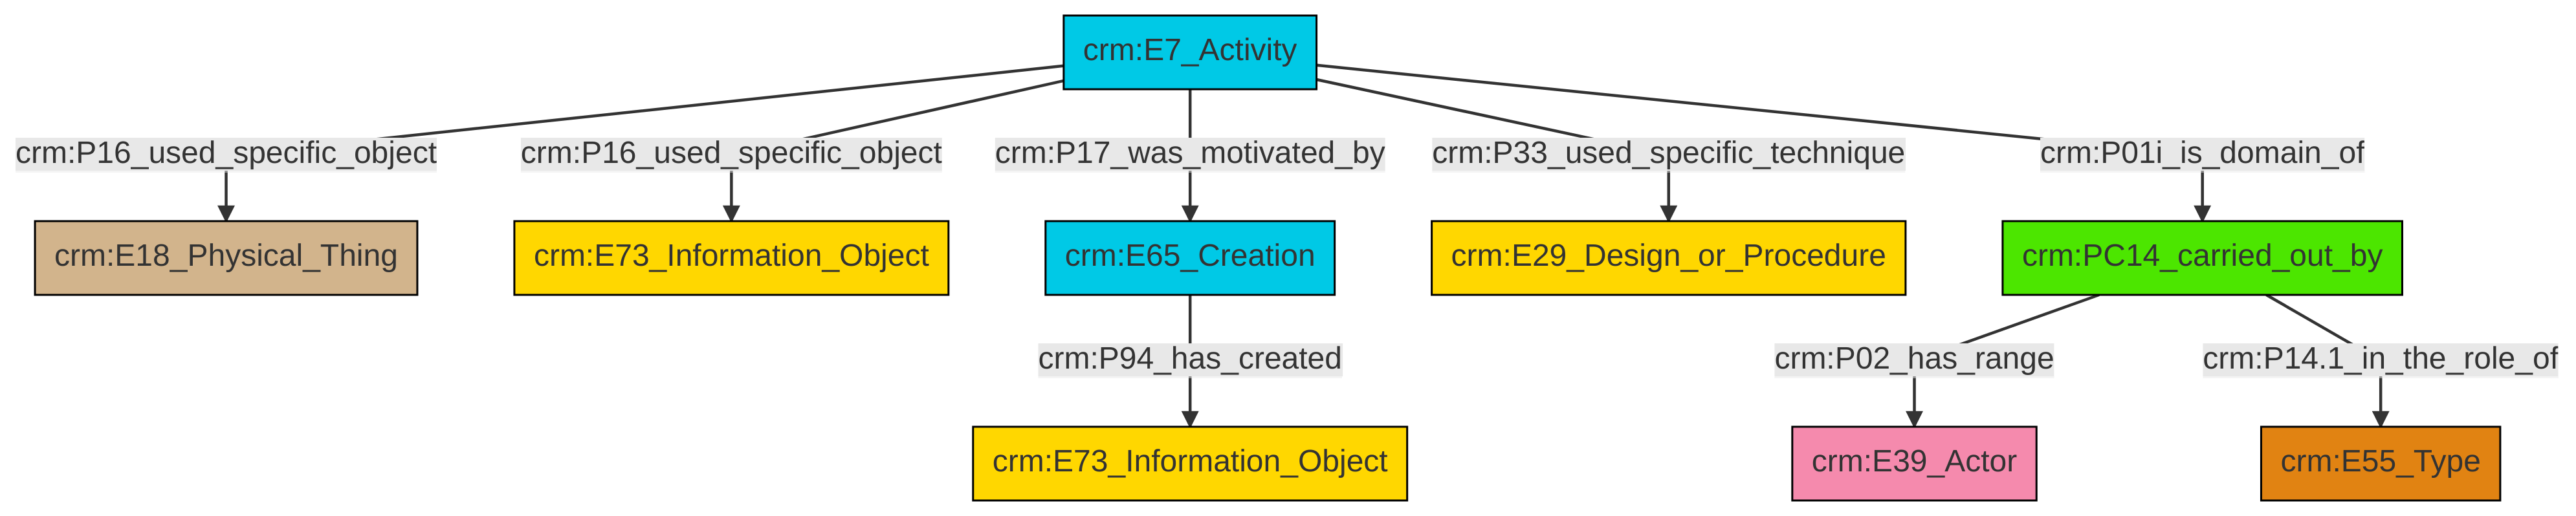 crm:E7_Activity
crm:P16_used_specific_object
crm:P16_used_specific_object
crm:P17_was_motivated_by
crm:P33_used_specific_technique
crm:P01i_is_domain_of
crm:E18_Physical_Thing
crm:E73_Information_Object
crm:E65_Creation
crm:E29_Design_or_Procedure
crm:PC14_carried_out_by
crm:P94_has_created
crm:P02_has_range
crm:P14.1_in_the_role_of
crm:E73_Information_Object
crm:E39_Actor
crm:E55_Type